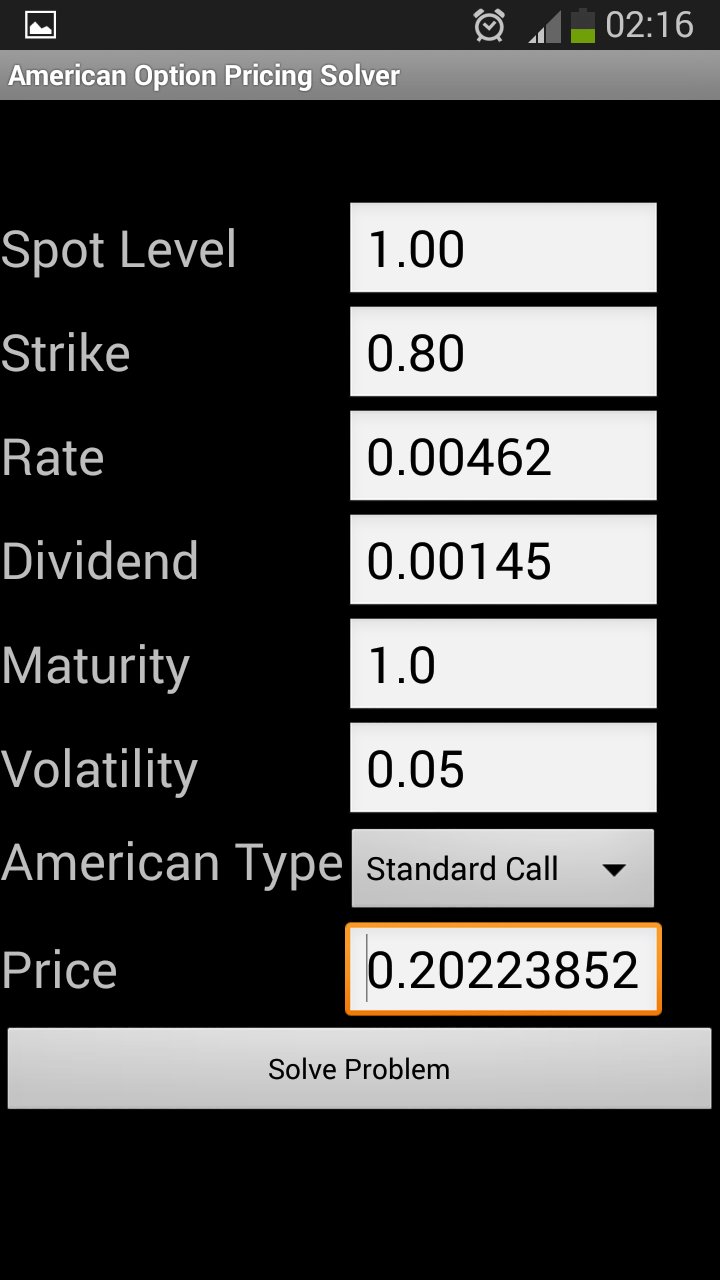 02:16
American Option Pricing Solver
Spot Level 1.00
Strike 0.80
Rate 0.00462
Dividend 0.00145
Maturity 1.0
Volatility 0.05
American Type Standard Call
Price 0.20223852
Solve Problem